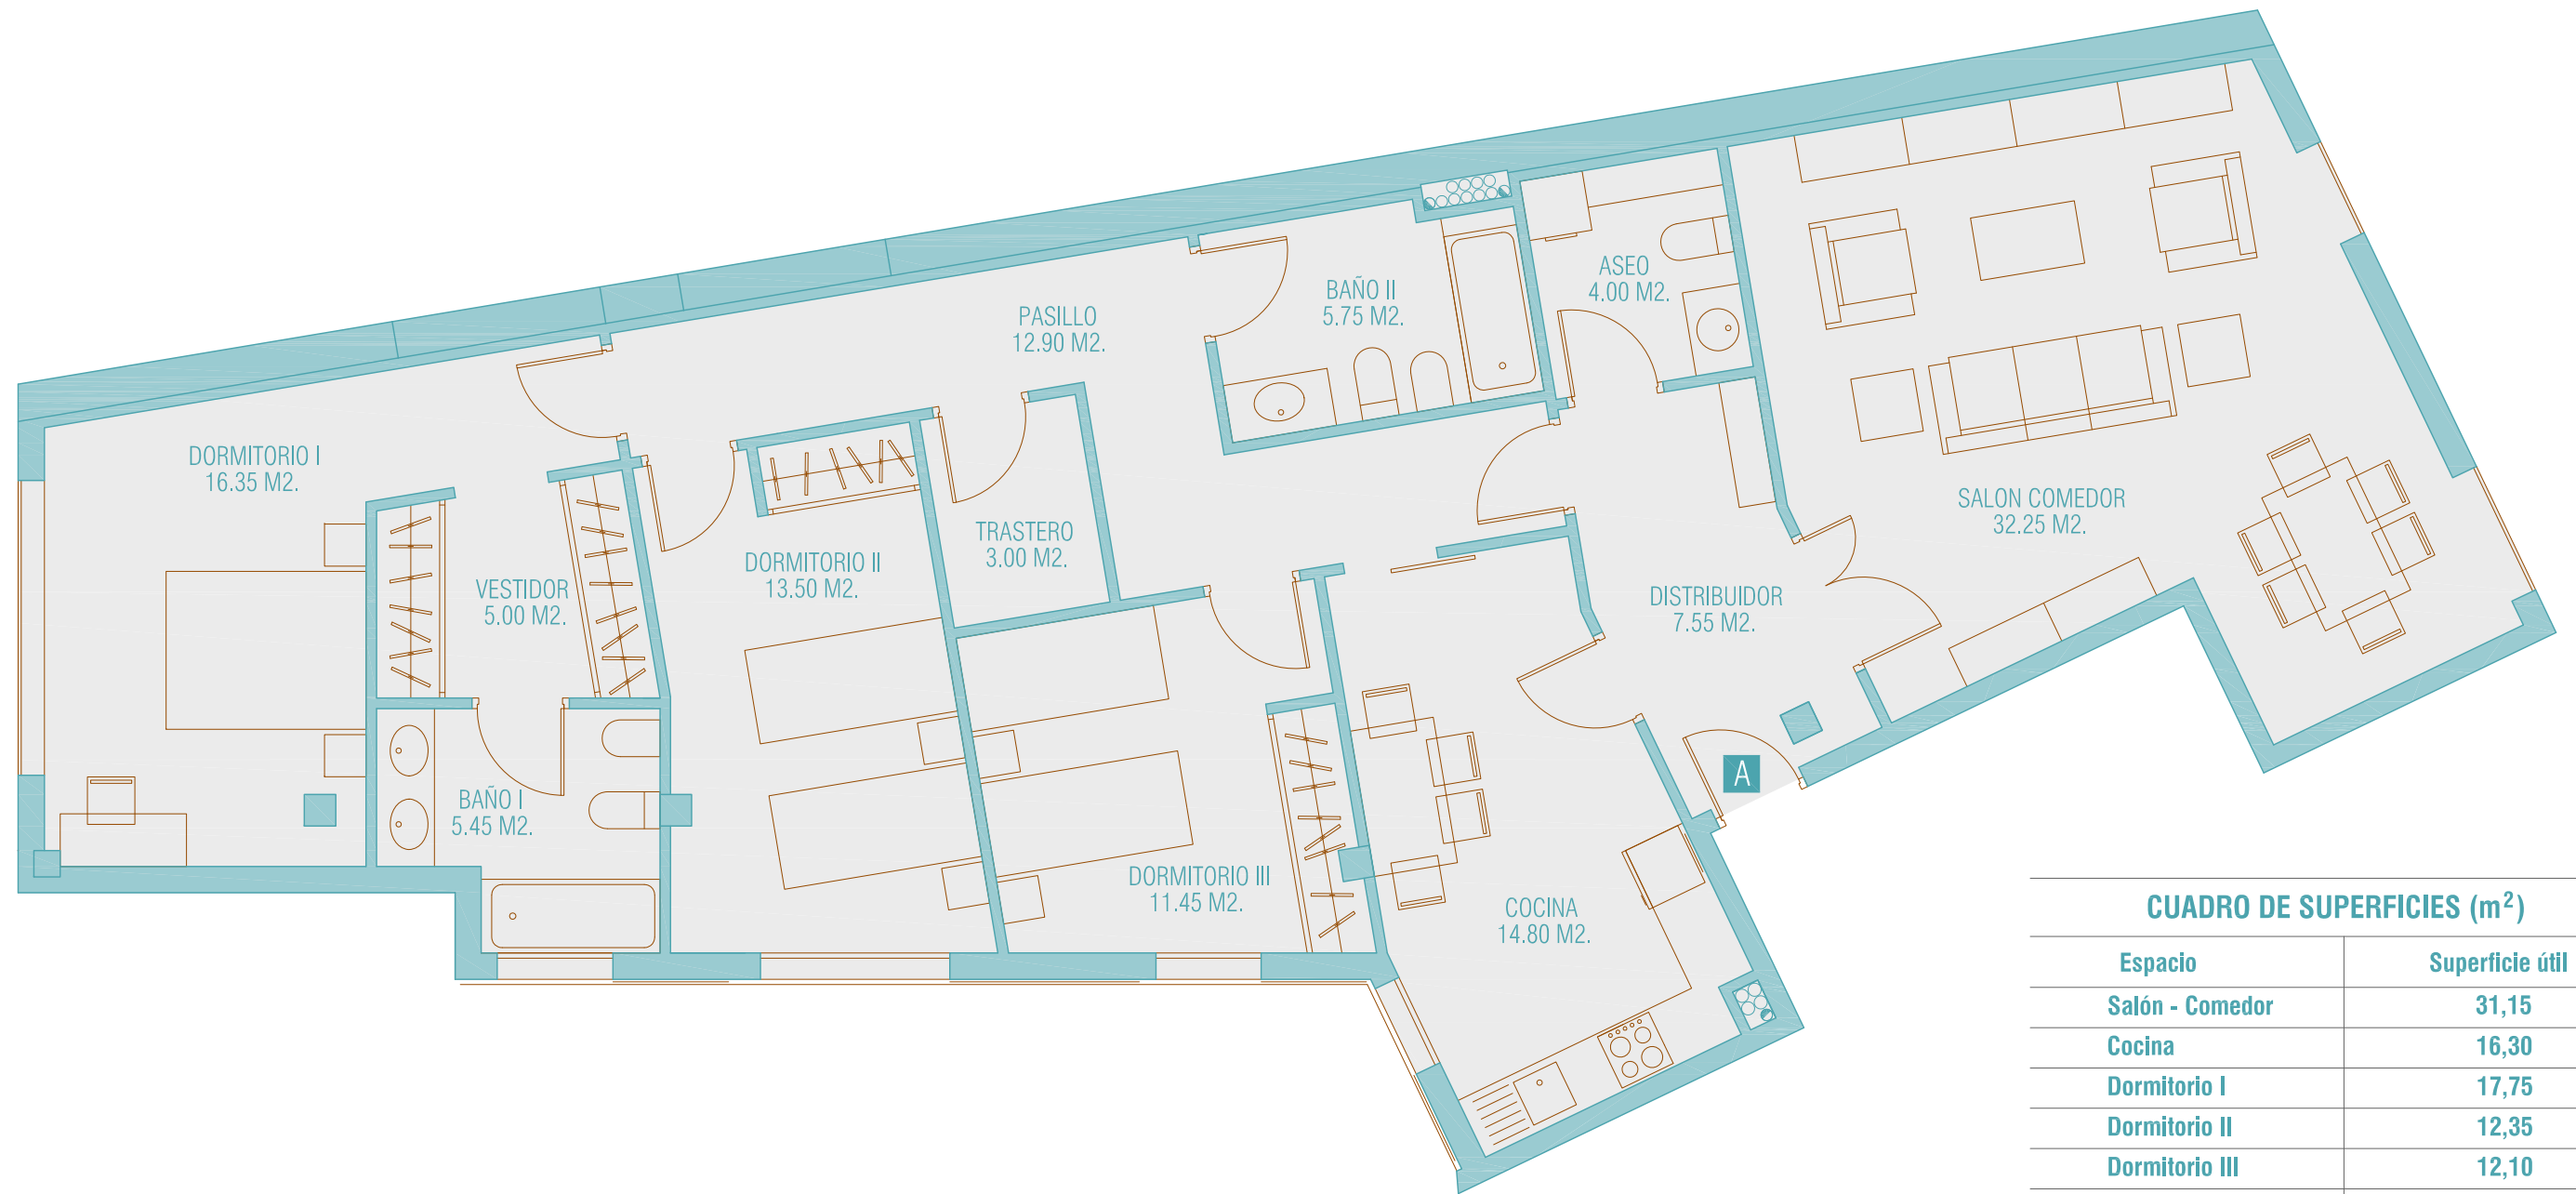 BAÑO II
5.75 M2.
ASEO
4.00 M2.
PASILLO
12.90 M2.
DORMITORIO I
16.35 M2.
SALON COMEDOR
32.25 M2.
TRASTERO
3.00 M2.
DORMITORIO II
13.50 M2.
VESTIDOR
5.00 M2.
DISTRIBUIDOR
7.55 M2.
A
BAÑO I
5.45 M2.
DORMITORIO III
11.45 M2.
COCINA
14.80 M2.
CUADRO DE SUPERFICIES (m²)
Espacio Superficie útil
Salón - Comedor 31,15
Cocina 16,30
Dormitorio I 17,75
Dormitorio II 12,35
Dormitorio III 12,10